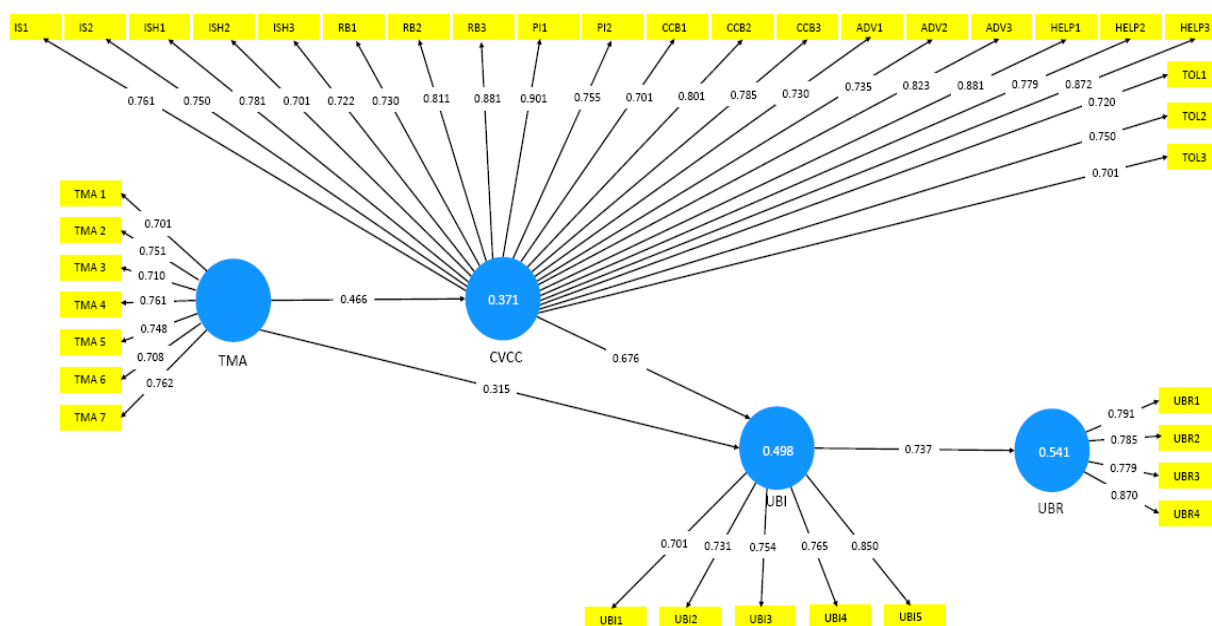 IS1 IS2 ISH1 ISH2 ISH3 RB1 RB2 RB3 PI1 PI2 CCB1 CCB2 CCB3 ADV1 ADV2 ADV3 HELP1 HELP2 HELP3
TOL1
TOL2
TOL3
0.761 0.750 0.781 0.701 0.722 0.730 0.811 0.881 0.901 0.755 0.701 0.801 0.785 0.730 0.735 0.823 0.881 0.779 0.872
0.720
0.750
0.701
TMA 1
TMA 2
TMA 3
TMA 4
TMA 5
TMA 6
TMA 7
0.701
0.751
0.710
0.761
0.748
0.708
0.762
TMA
0.466
0.371
CVCC
0.315
0.676
0.498
UBI
0.737
0.541
UBR
0.791
0.785
0.779
0.870
UBR1
UBR2
UBR3
UBR4
0.701 0.731 0.754 0.765 0.850
UBI1 UBI2 UBI3 UBI4 UBI5